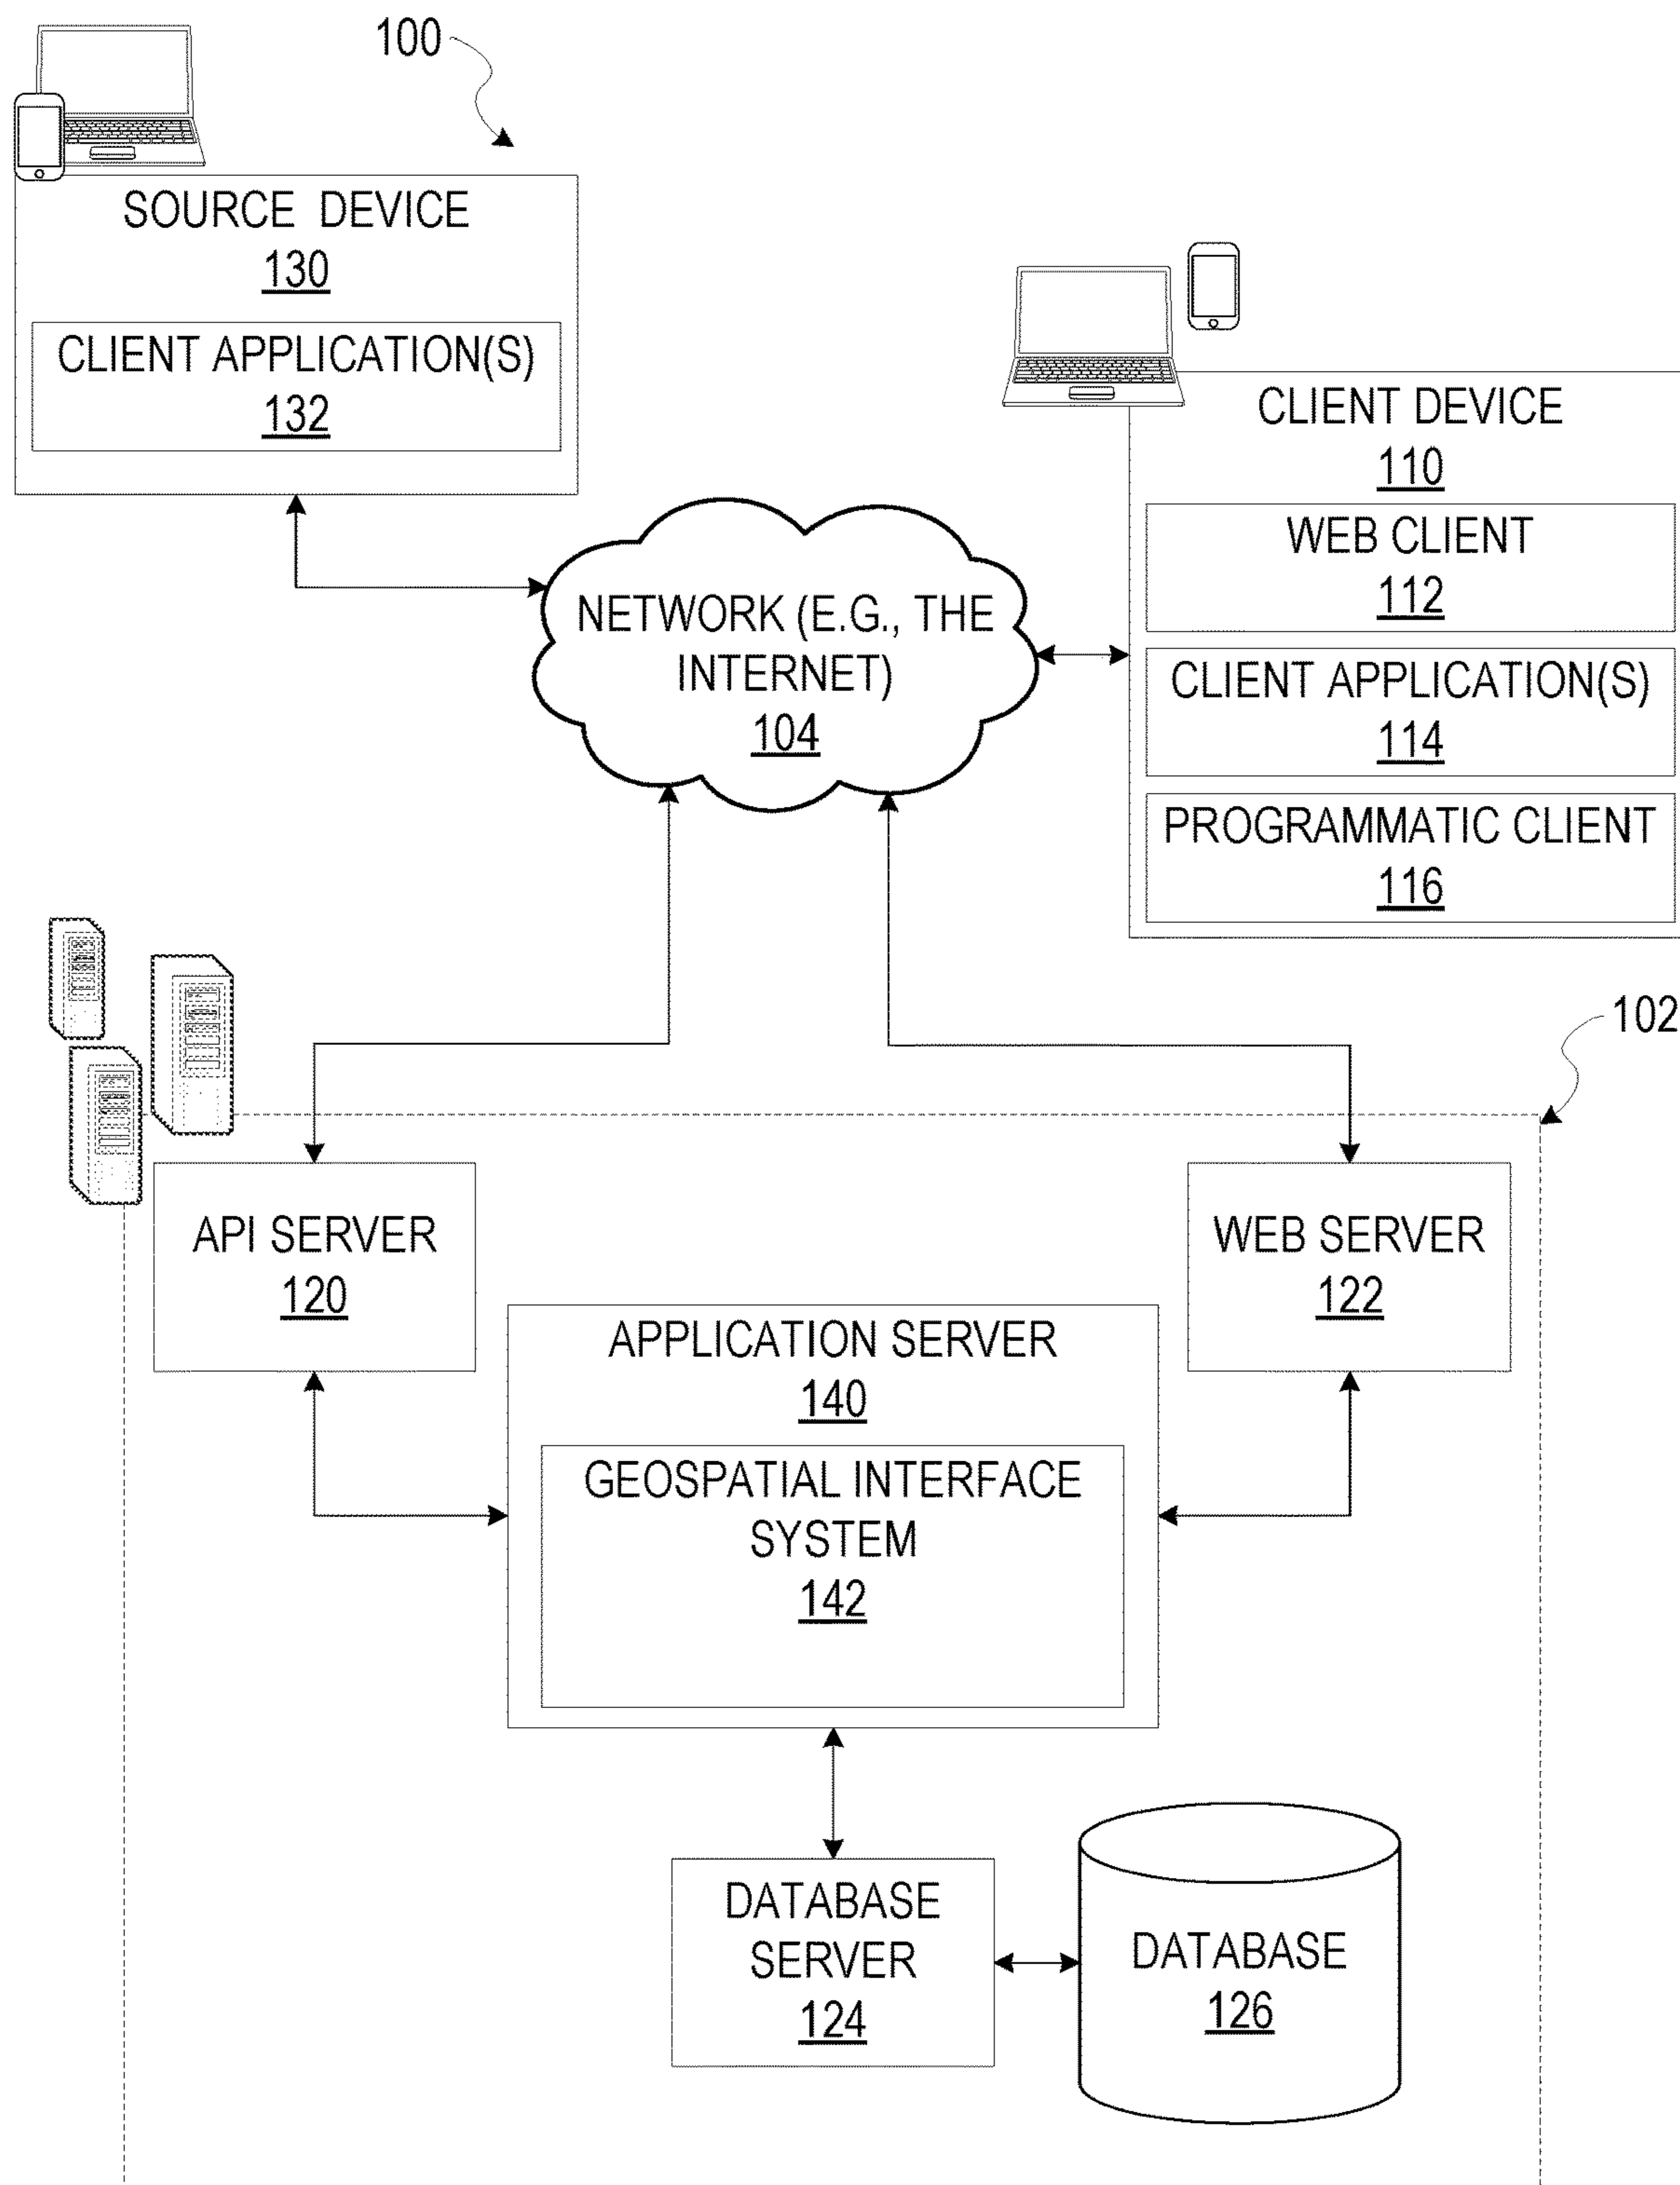 100
SOURCE DEVICE
130
CLIENT APPLICATION(S)
132
CLIENT DEVICE
110
WEB CLIENT
112
CLIENT APPLICATION(S)
114
PROGRAMMATIC CLIENT
116
NETWORK (E.G., THE
INTERNET)
104
102
API SERVER
120
WEB SERVER
122
APPLICATION SERVER
140
GEOSPATIAL INTERFACE
SYSTEM
142
DATABASE
SERVER
124
DATABASE
126